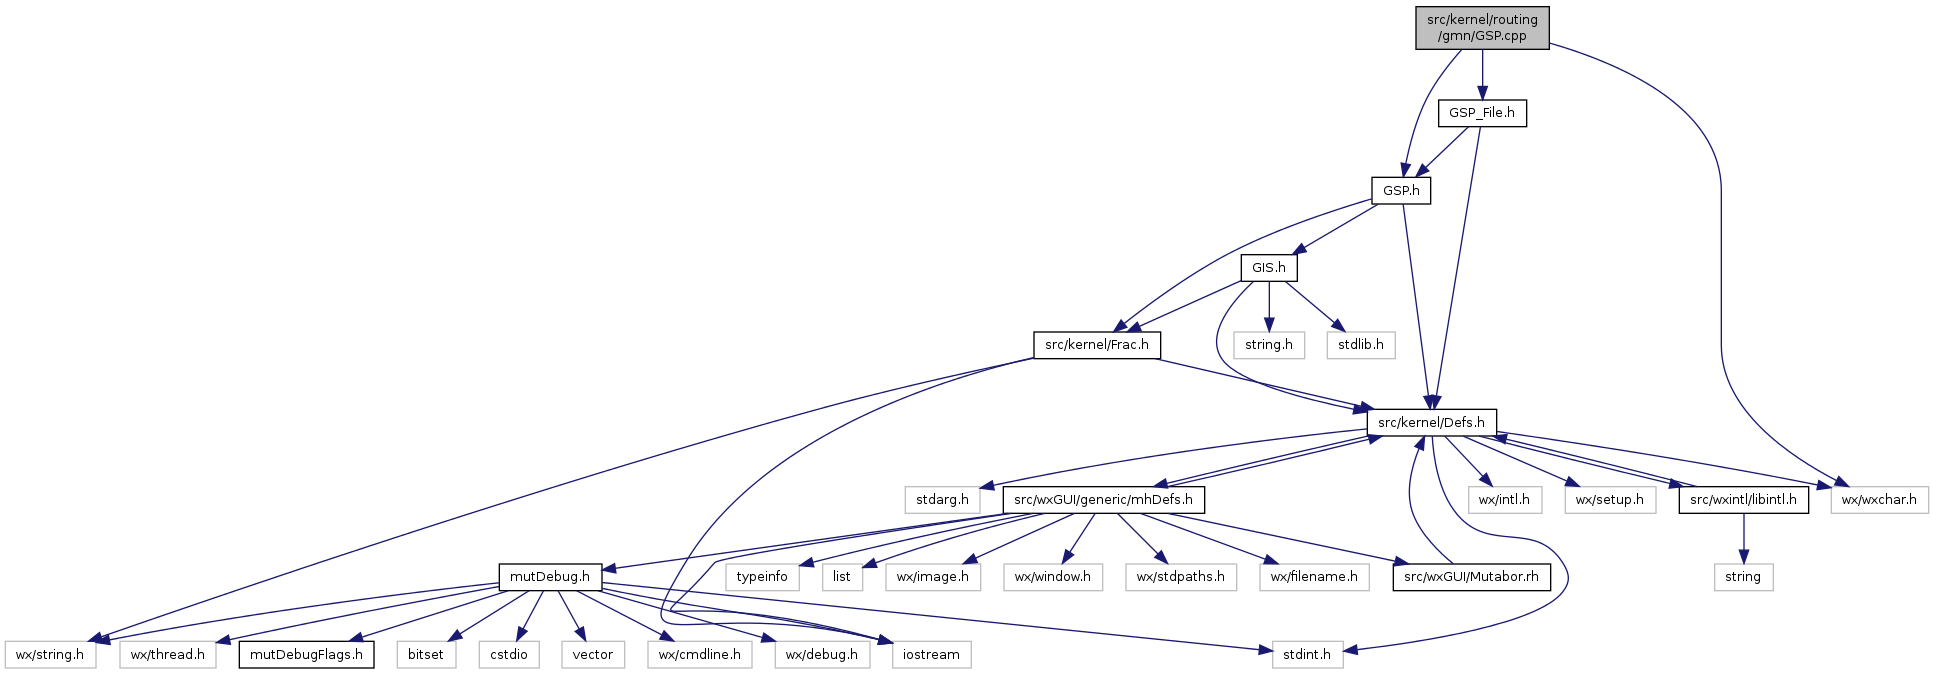 src/kernel/routing
/gmn/GSP.cpp
GSP_File.h
GSP.h
GIS.h
src/kernel/Frac.h
string.h
stdlib.h
src/kernel/Defs.h
stdarg.h
src/wxGUI/generic/mhDefs.h
wx/intl.h
wx/setup.h
src/wxintl/libintl.h
wx/wxchar.h
mutDebug.h
typeinfo
list
wx/image.h
wx/window.h
wx/stdpaths.h
wx/filename.h
src/wxGUI/Mutabor.rh
string
wx/string.h
wx/thread.h
mutDebugFlags.h
bitset
cstdio
vector
wx/cmdline.h
wx/debug.h
iostream
stdint.h